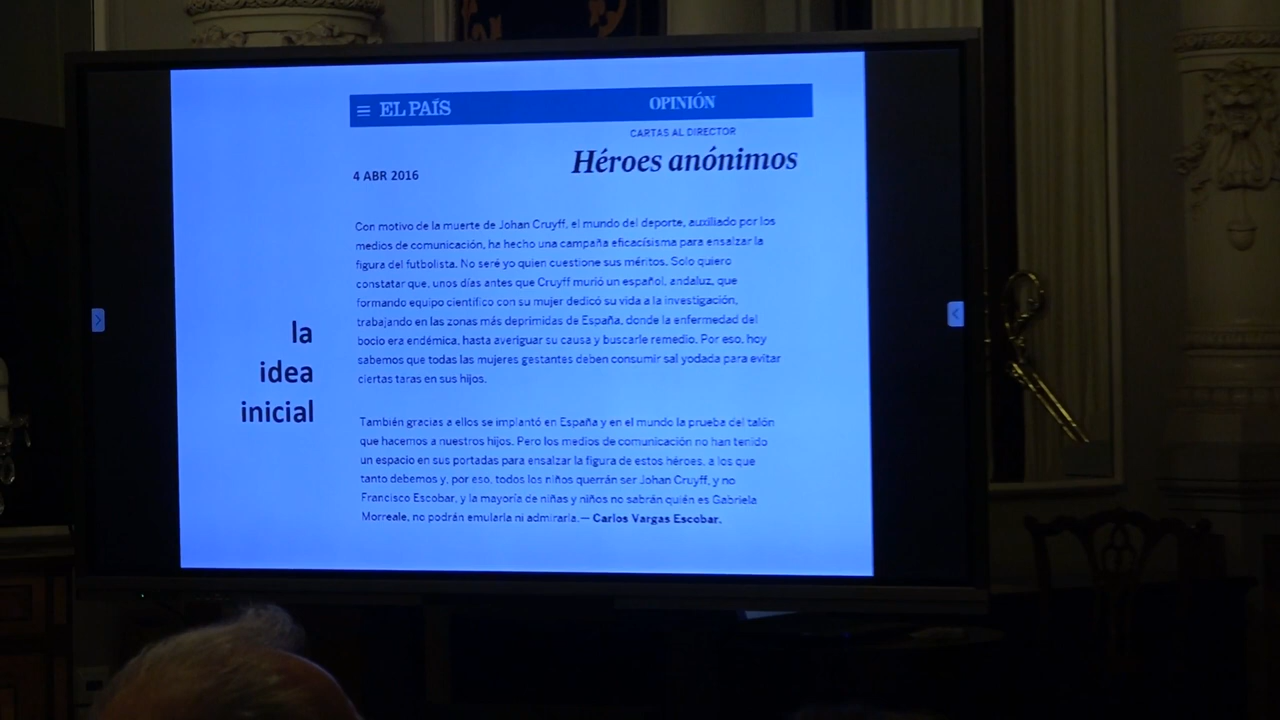 EL PAÍS
OPINIÓN
CARTAS AL DIRECTOR
Héroes anónimos
4 ABR 2016
la
idea
inicial
Con motivo de la muerte de Johan Cruyff, el mundo del deporte, auxiliado por los
medios de comunicación, ha hecho una campaña eficacísisma para ensalzar la
figura del futbolista. No seré yo quien cuestione sus méritos. Solo quiero
constatar que, unos días antes que Cruyff murió un español, andaluz, que
formando equipo científico con su mujer dedicó su vida a la investigación,
trabajando en las zonas más deprimidas de España, donde la enfermedad del
bocio era endémica, hasta averiguar su causa y buscarle remedio. Por eso, hoy
sabemos que todas las mujeres gestantes deben consumir sal yodada para evitar
ciertas taras en sus hijos.
También gracias a ellos se implantó en España y en el mundo la prueba del talón
que hacemos a nuestros hijos. Pero los medios de comunicación no han tenido
un espacio en sus portadas para ensalzar la figura de estos héroes, a los que
tanto debemos y, por eso, todos los niños querrán ser Johan Cruyff, y no
Francisco Escobar, y la mayoría de niñas y niños no sabrán quién es Gabriela
Morreale, no podrán emularla ni admirarla.— Carlos Vargas Escobar.